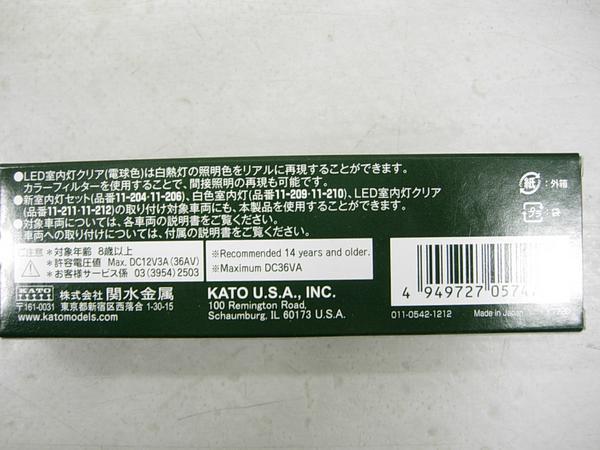 ●LED室内灯クリア(電球色)は白熱灯の照明色をリアルに再現することができます。
カラーフィルターを使用することで、間接照明の再現も可能です。
●新室内灯セット(品番11-204・11-206)、白色室内灯(品番11-209・11-210)、LED室内灯クリア
(品番11-211・11-212)の取り付け対象車両にも、本製品を使用することができます。
●対象車両については、各車両の説明書をご覧ください。
車両への取り付けについては、付属の説明書をご覧ください。
ご注意
*対象年齢 8歳以上
*許容電圧値 Max. DC12V3A (36AV)
*お客様サービス係 03(3954)2503
※Recommended 14 years and older.
※Maximum DC36VA
KATO
株式会社 関水金属
〒161-0031 東京都新宿区西落合 1-30-15
www.katomodels.com
KATO U.S.A., INC.
100 Remington Road,
Schaumburg, IL 60173 U.S.A.
紙 :外箱
プラ :袋
4 949727 0574
011-0542-1212 Made in Japan